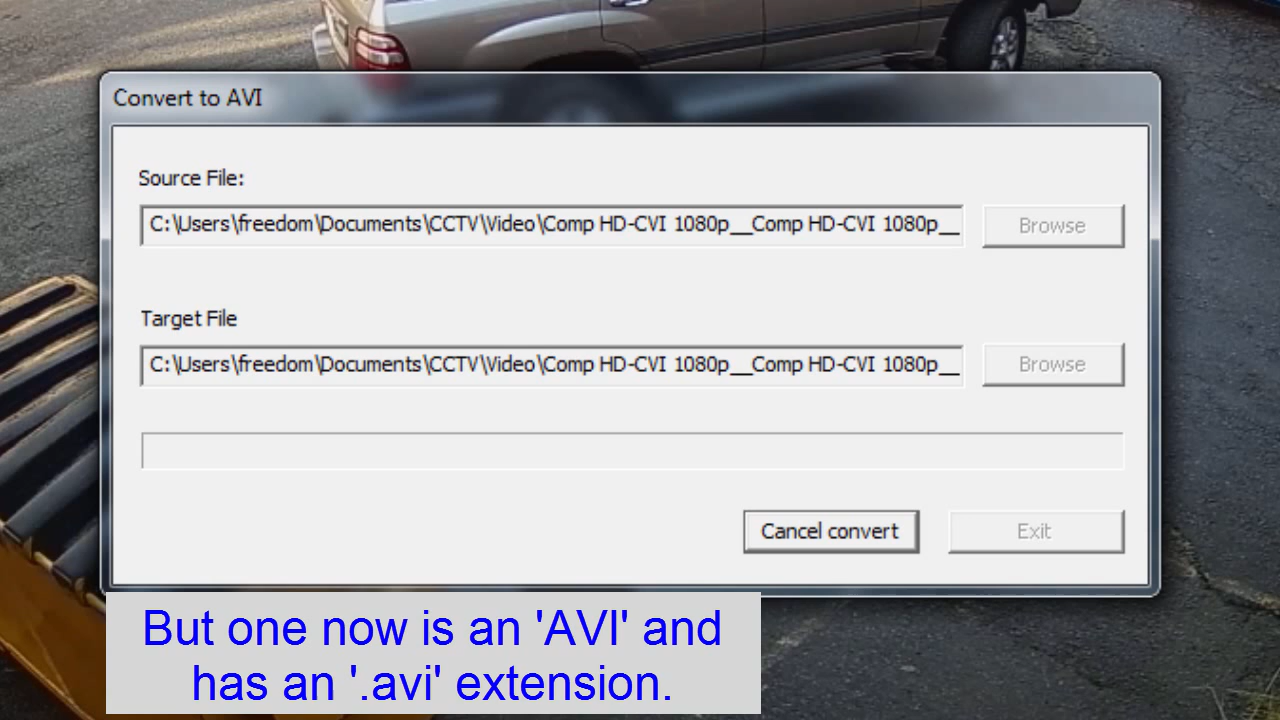 Convert to AVI
Source File:
C:\Users\freedom\Documents\CCTV\Video\Comp HD-CVI 1080p__Comp HD-CVI 1080p__
Browse
Target File
C:\Users\freedom\Documents\CCTV\Video\Comp HD-CVI 1080p__Comp HD-CVI 1080p__
Browse
Cancel convert
Exit
But one now is an 'AVI' and
has an '.avi' extension.